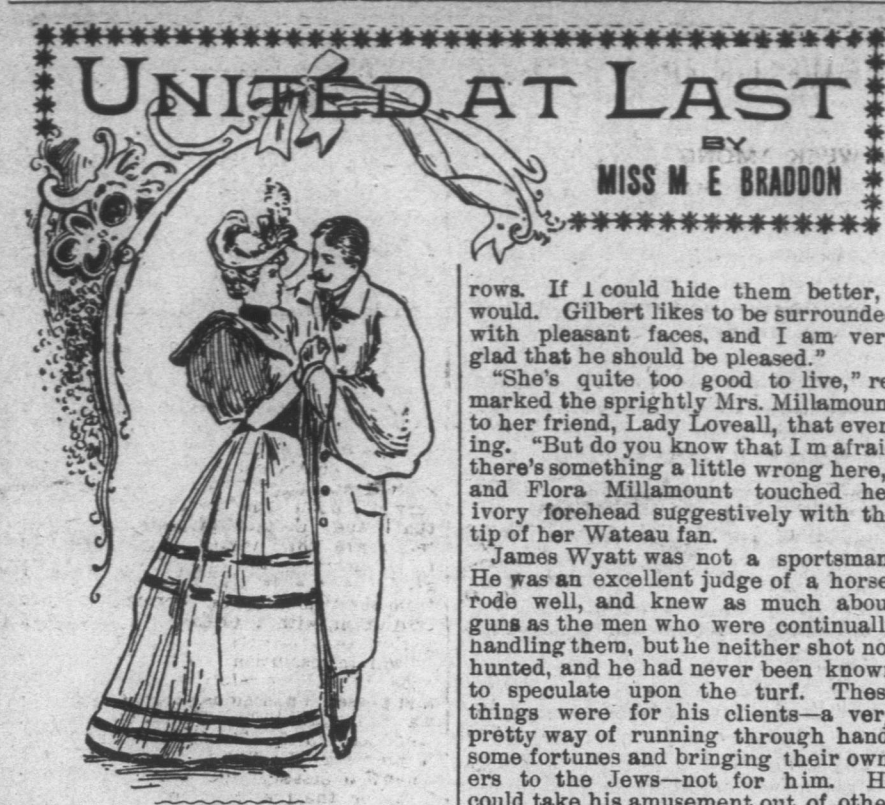 UNITED AT LAST
BY
MISS M E BRADDON
rows. If I could hide them better,
would. Gilbert likes to be surrounde
with pleasant faces, and I am ver
glad that he should be pleased."
"She's quite too good to live," re
marked the sprightly Mrs. Millamoun
to her friend, Lady Loveall, that even
ing. "But do you know that I m afrai
there's something a little wrong here,
and Flora Millamount touched he
ivory forehead suggestively with th
tip of her Wateau fan.
James Wyatt was not a sportsman
He was an excellent judge of a horse
rode well, and knew as much abou
guns as the men who were continuall
handling them, but he neither shot no
hunted, and he had never been know
to speculate upon the turf. Thes
things were for his clients—a ver
pretty way of running through hand
some fortunes and bringing their own
ers to the Jews—not for him. H
could take his amusement out of othe